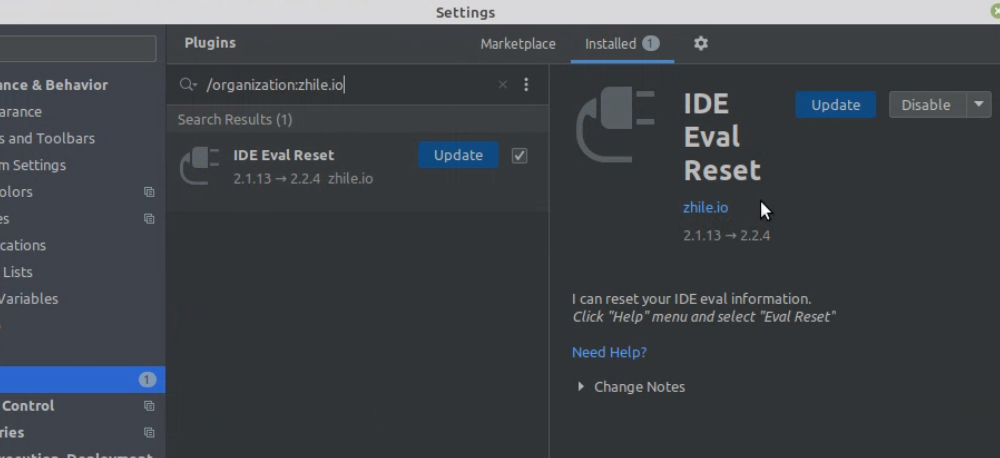 Settings
Plugins
Marketplace
Installed 1
nce & Behavior
arance
s and Toolbars
m Settings
olors
es
cations
Lists
Variables
1
Control
ries
ecution, Deployment
/organization:zhile.io
Search Results (1)
IDE Eval Reset
Update
2.1.13 → 2.2.4 zhile.io
IDE
Eval
Reset
Update
Disable
zhile.io
2.1.13 → 2.2.4
I can reset your IDE eval information.
Click "Help" menu and select "Eval Reset"
Need Help?
Change Notes